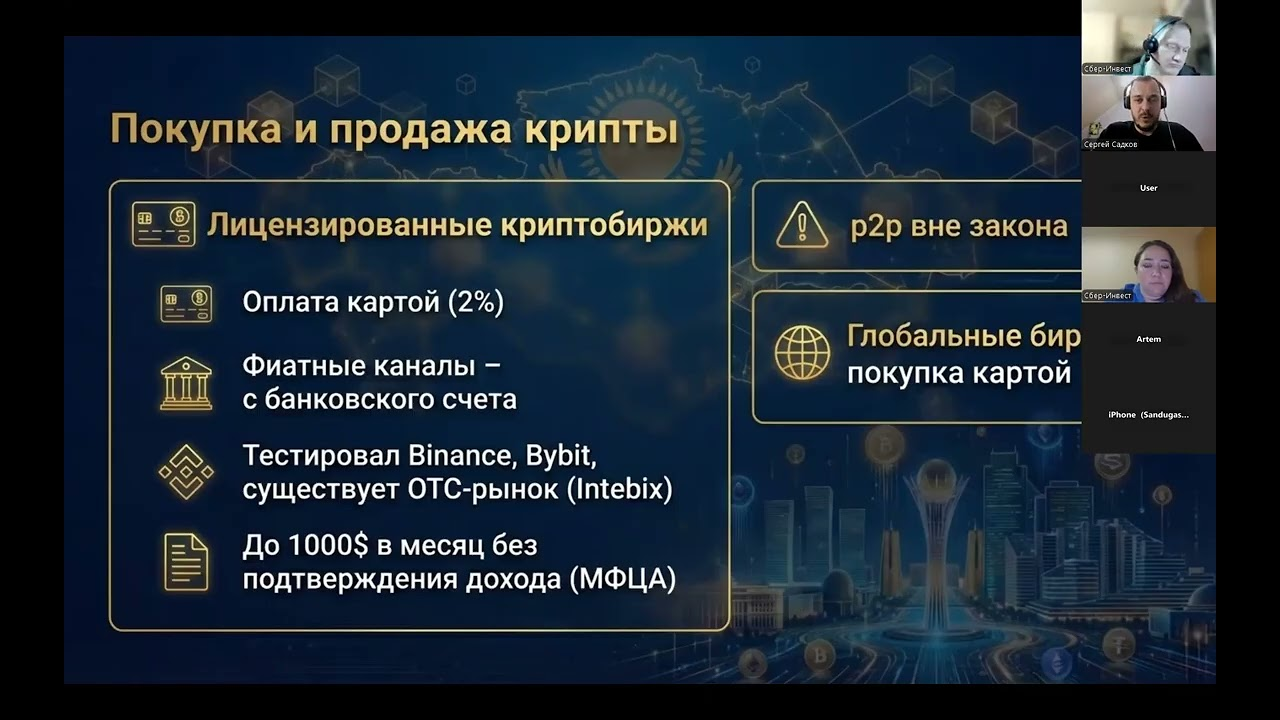 Покупка и продажа крипты
Лицензированные криптобиржи
Оплата картой (2%)
Фиатные каналы –
с банковского счета
Тестировал Binance, Bybit,
существует OTC-рынок (Intebix)
До 1000$ в месяц без
подтверждения дохода (МФЦА)
p2p вне закона
Глобальные бир
покупка картой
Сбер-Инвест
Сергей Садков
User
Сбер-Инвест
Artem
iPhone (Sandugas...